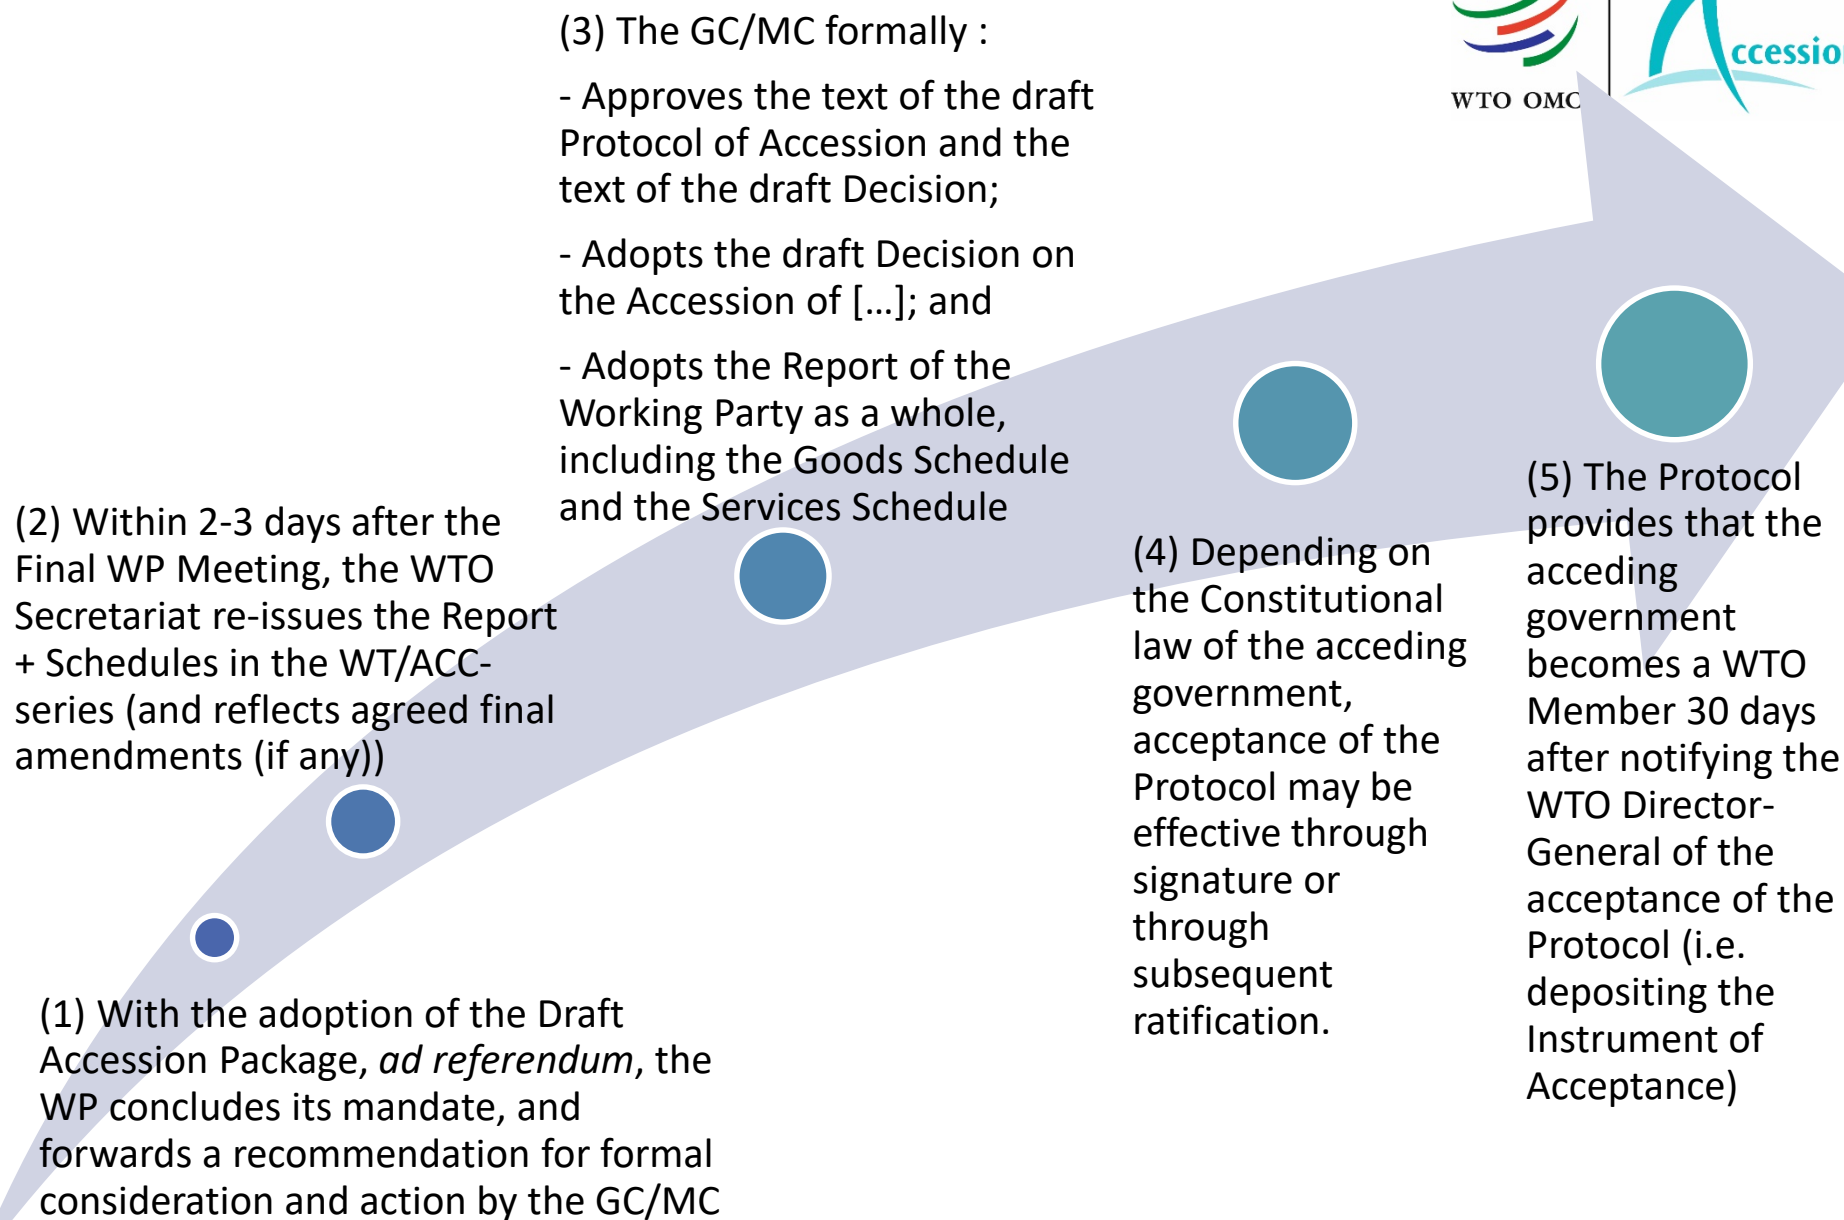 (3) The GC/MC formally :
- Approves the text of the draft
Protocol of Accession and the
text of the draft Decision;
- Adopts the draft Decision on
the Accession of […]; and
- Adopts the Report of the
Working Party as a whole,
including the Goods Schedule
and the Services Schedule
WTO OMC
ccessio
(2) Within 2-3 days after the
Final WP Meeting, the WTO
Secretariat re-issues the Report
+ Schedules in the WT/ACC-
series (and reflects agreed final
amendments (if any))
(1) With the adoption of the Draft
Accession Package, ad referendum, the
WP concludes its mandate, and
forwards a recommendation for formal
consideration and action by the GC/MC
(4) Depending on
the Constitutional
law of the acceding
government,
acceptance of the
Protocol may be
effective through
signature or
through
subsequent
ratification.
(5) The Protocol
provides that the
acceding
government
becomes a WTO
Member 30 days
after notifying the
WTO Director-
General of the
acceptance of the
Protocol (i.e.
depositing the
Instrument of
Acceptance)